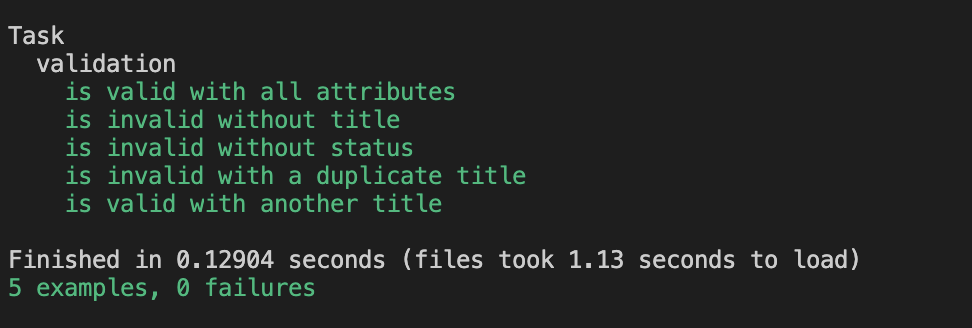 Task
  validation
    is valid with all attributes
    is invalid without title
    is invalid without status
    is invalid with a duplicate title
    is valid with another title

Finished in 0.12904 seconds (files took 1.13 seconds to load)
5 examples, 0 failures